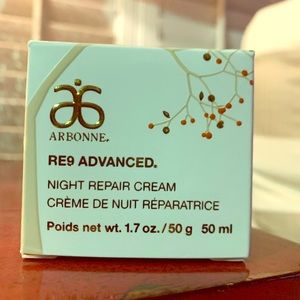 ARBONNE.
RE9 ADVANCED.
NIGHT REPAIR CREAM
CRÈME DE NUIT RÉPARATRICE
Poids net wt. 1.7 oz./50 g 50 ml